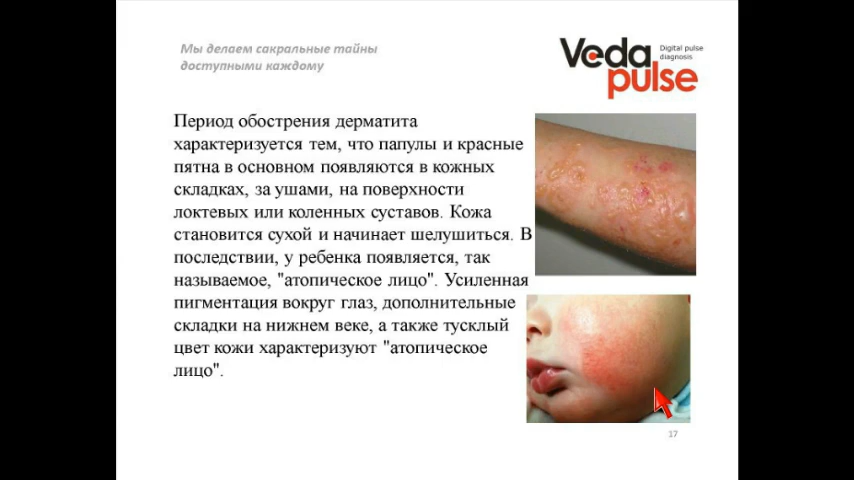 Мы делаем сакральные тайны
доступными каждому
Veda
pulse
Digital pulse
diagnosis
Период обострения дерматита
характеризуется тем, что папулы и красные
пятна в основном появляются в кожных
складках, за ушами, на поверхности
локтевых или коленных суставов. Кожа
становится сухой и начинает шелушиться. В
последствии, у ребенка появляется, так
называемое, "атопическое лицо". Усиленная
пигментация вокруг глаз, дополнительные
складки на нижнем веке, а также тусклый
цвет кожи характеризуют "атопическое
лицо".
17